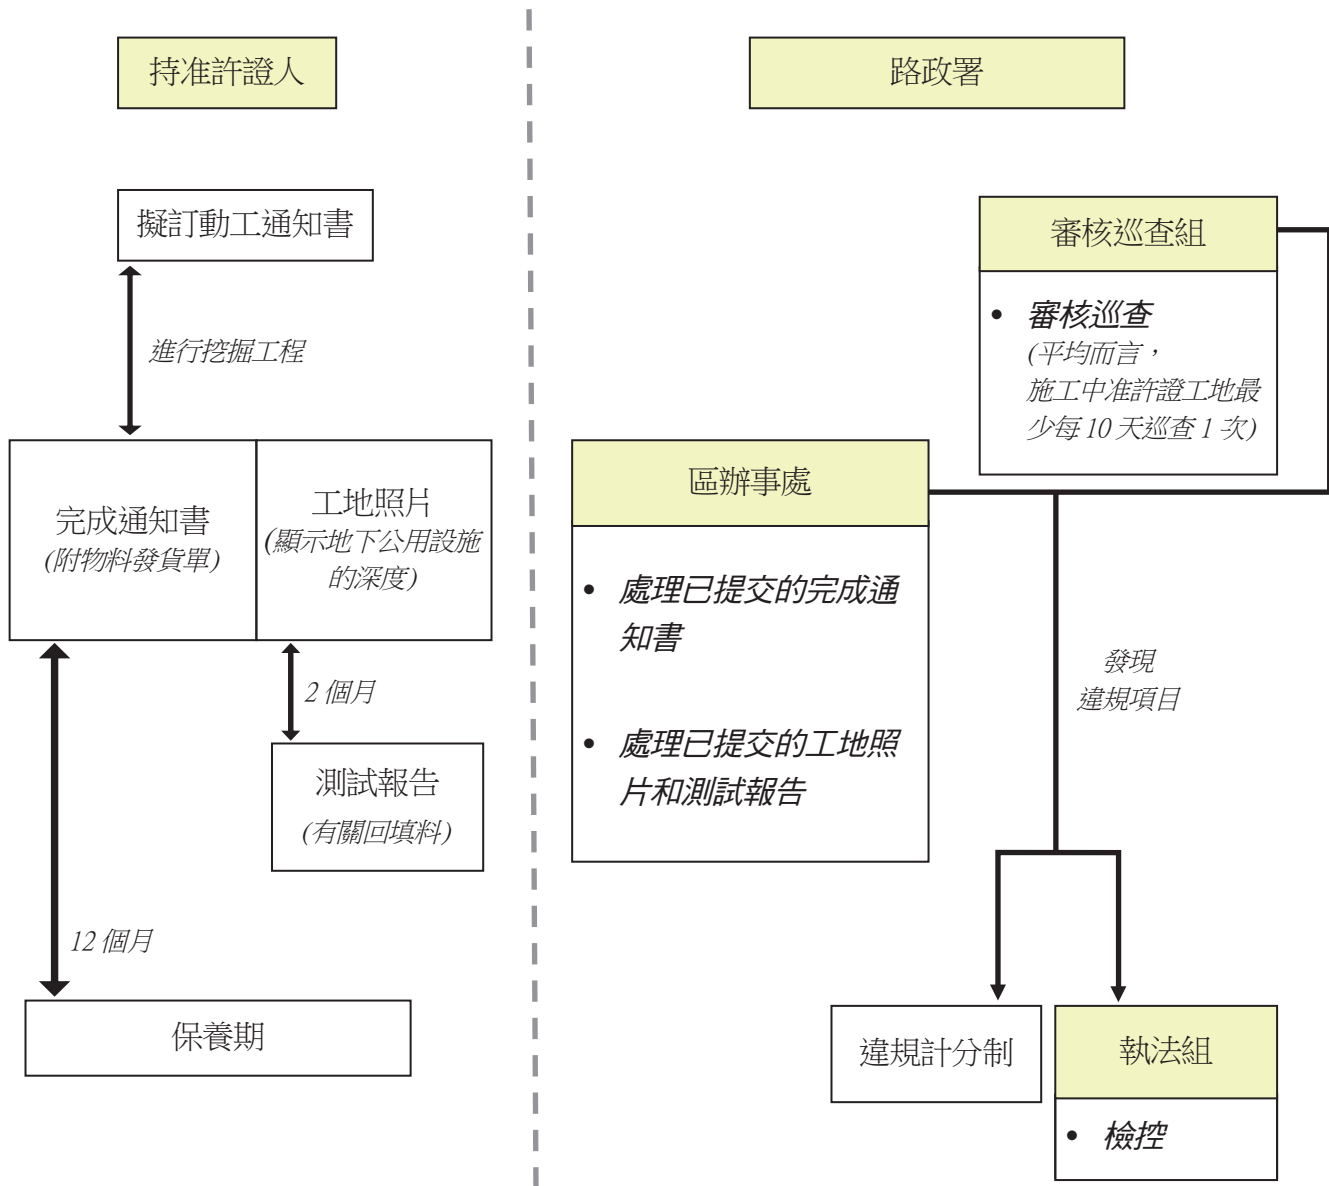 持准許證人
擬訂動工通知書
進行挖掘工程
完成通知書
(附物料發貨單)
工地照片
(顯示地下公用設施
的深度)
2 個月
測試報告
(有關回填料)
12 個月
保養期
路政署
審核巡查組
• 審核巡查
(平均而言，
施工中准許證工地最
少每 10 天巡查 1 次)
區辦事處
• 處理已提交的完成通
知書
• 處理已提交的工地照
片和測試報告
發現
違規項目
違規計分制
執法組
• 檢控